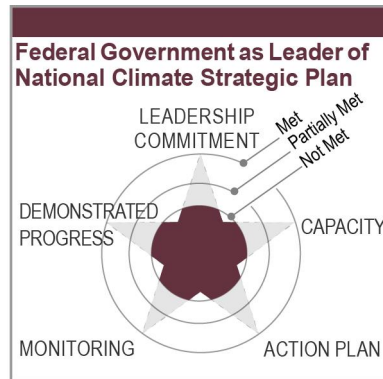 Federal Government as Leader of
National Climate Strategic Plan
LEADERSHIP
COMMITMENT
Met
Partially Met
Not Met
DEMONSTRATED
PROGRESS
CAPACITY
MONITORING
ACTION PLAN